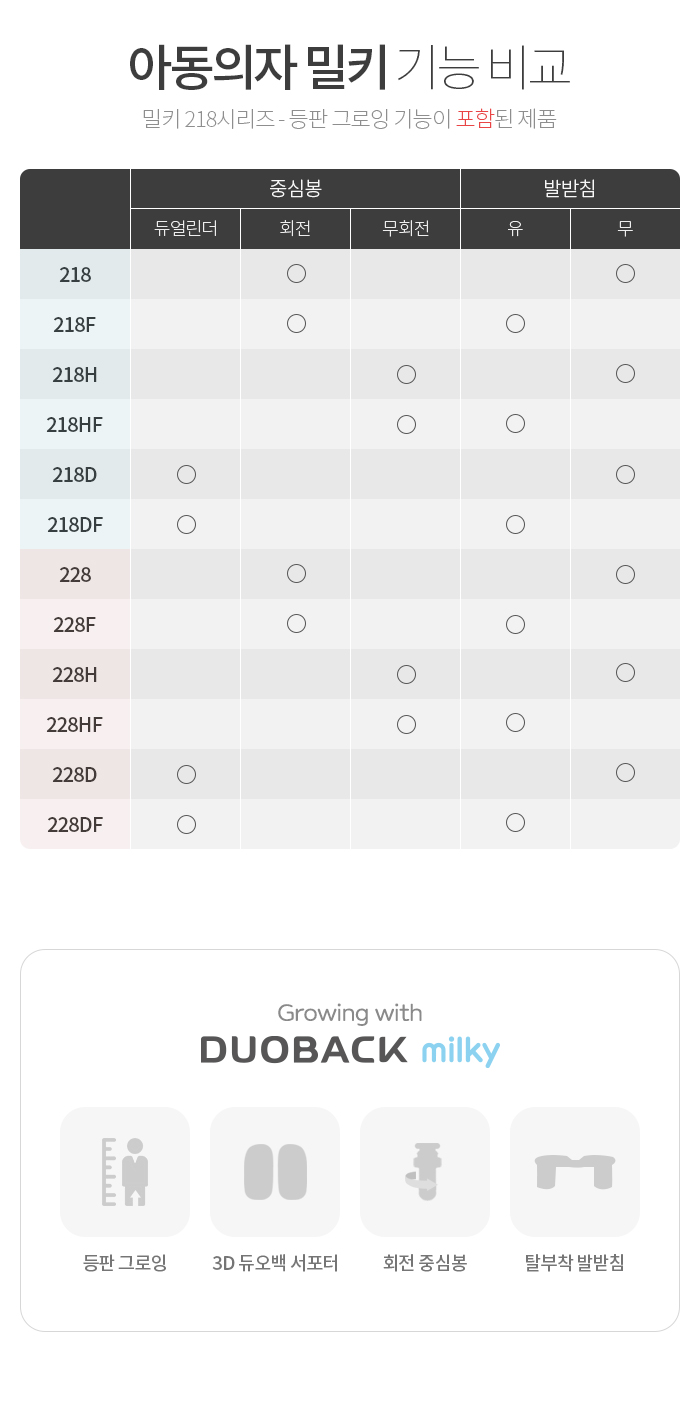 아동의자 밀키 기능 비교
밀키 218시리즈 - 등판 그로잉 기능이 포함된 제품
중심봉 발받침
듀얼린더 회전 무회전 유 무
218 ○ ○
218F ○ ○
218H ○ ○
218HF ○ ○
218D ○ ○
218DF ○ ○
228 ○ ○
228F ○ ○
228H ○ ○
228HF ○ ○
228D ○ ○
228DF ○ ○
Growing with
DUOBACK milky
등판 그로잉 3D 듀오백 서포터 회전 중심봉 탈부착 발받침